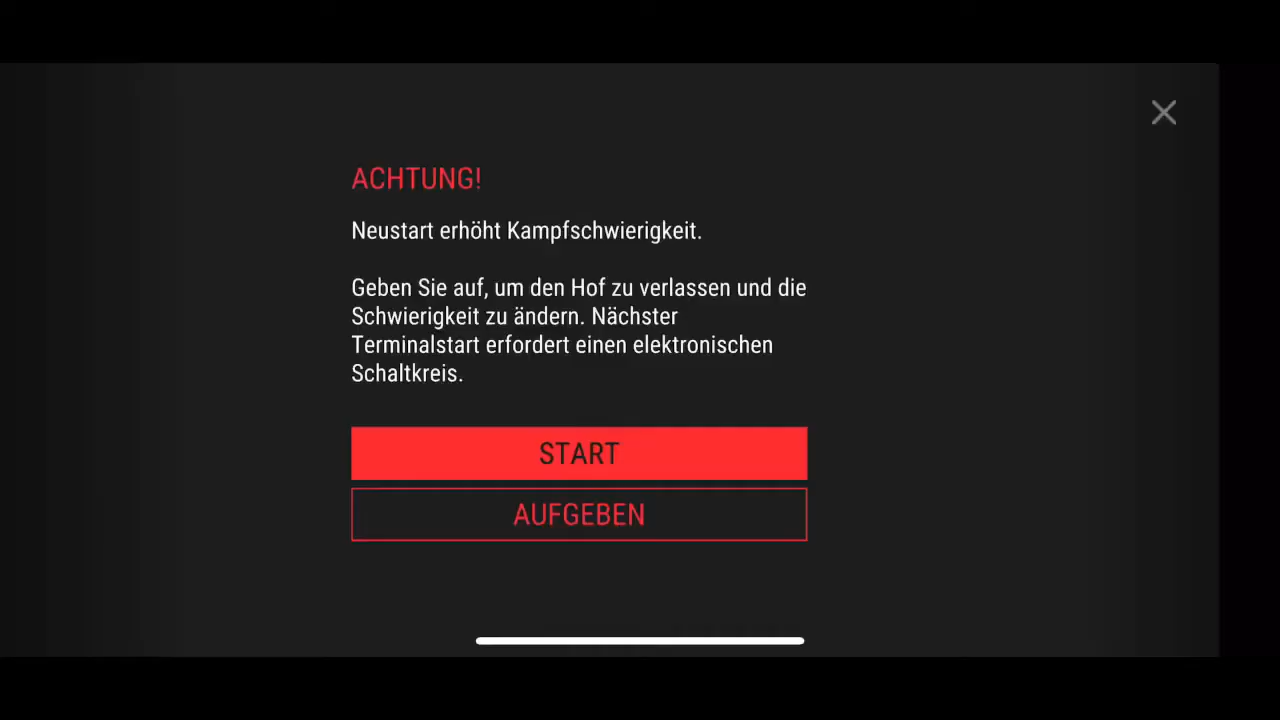 ACHTUNG!
Neustart erhöht Kampfschwierigkeit.
Geben Sie auf, um den Hof zu verlassen und die
Schwierigkeit zu ändern. Nächster
Terminalstart erfordert einen elektronischen
Schaltkreis.
START
AUFGEBEN